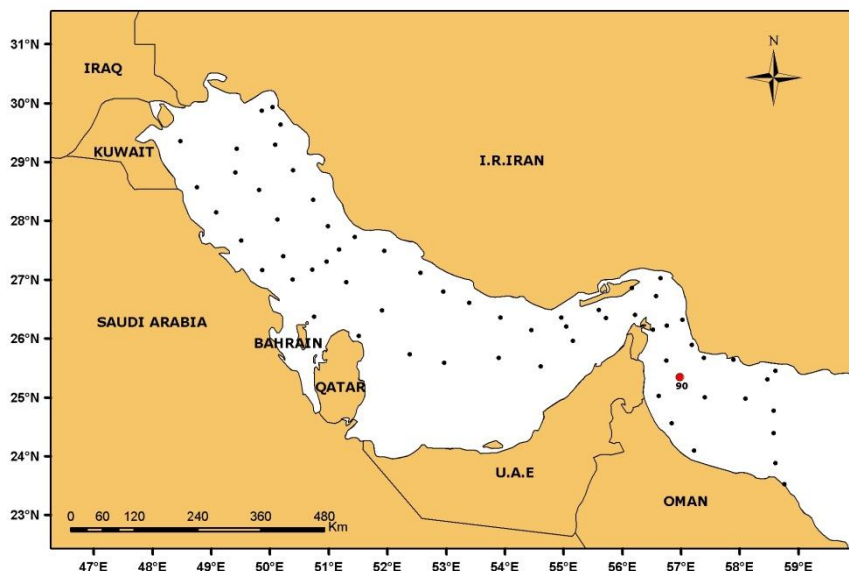 N
31°N
30°N
29°N
28°N
27°N
26°N
25°N
24°N
23°N
IRAQ
KUWAIT
I.R.IRAN
SAUDI ARABIA
BAHRAIN
QATAR
90
U.A.E
OMAN
0 60 120 240 360 480
Km
47°E 48°E 49°E 50°E 51°E 52°E 53°E 54°E 55°E 56°E 57°E 58°E 59°E